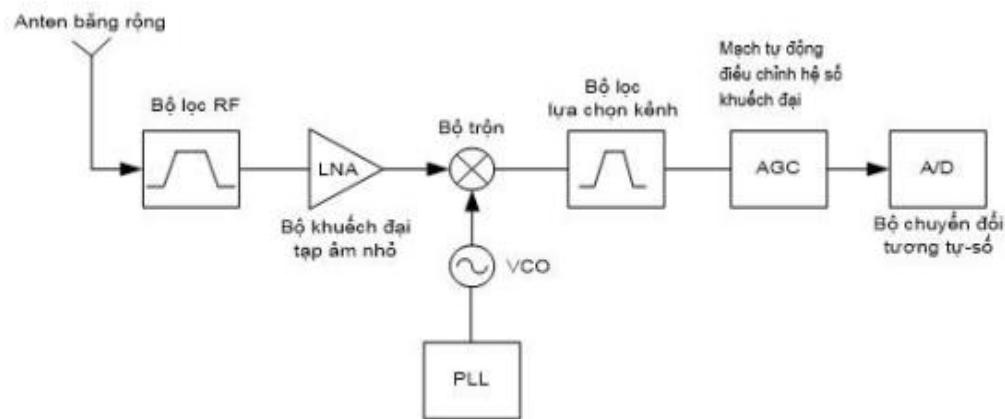 Anten băng rộng
Bộ lọc RF
LNA
Bộ khuếch đại
tạp âm nhỏ
Bộ trộn
VCO
PLL
Bộ lọc
lựa chọn kênh
Mạch tự động
điều chỉnh hệ số
khuếch đại
AGC
A/D
Bộ chuyển đổi
tương tự-số